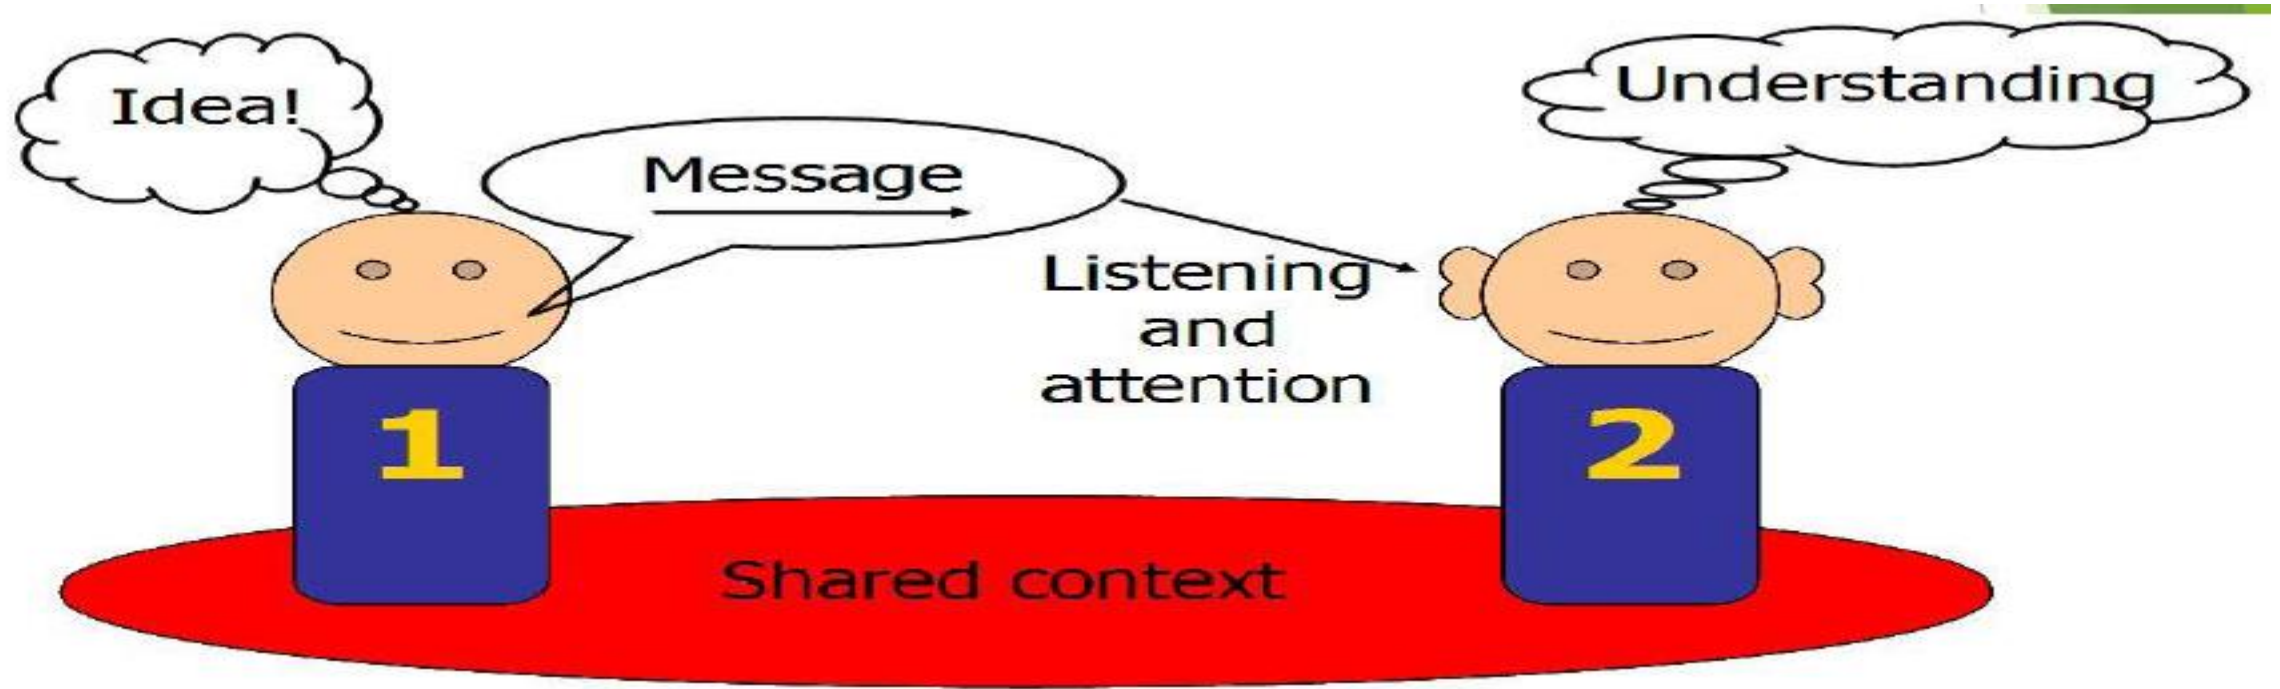 Idea!
Message
Understanding
Listening
and
attention
1
2
Shared context